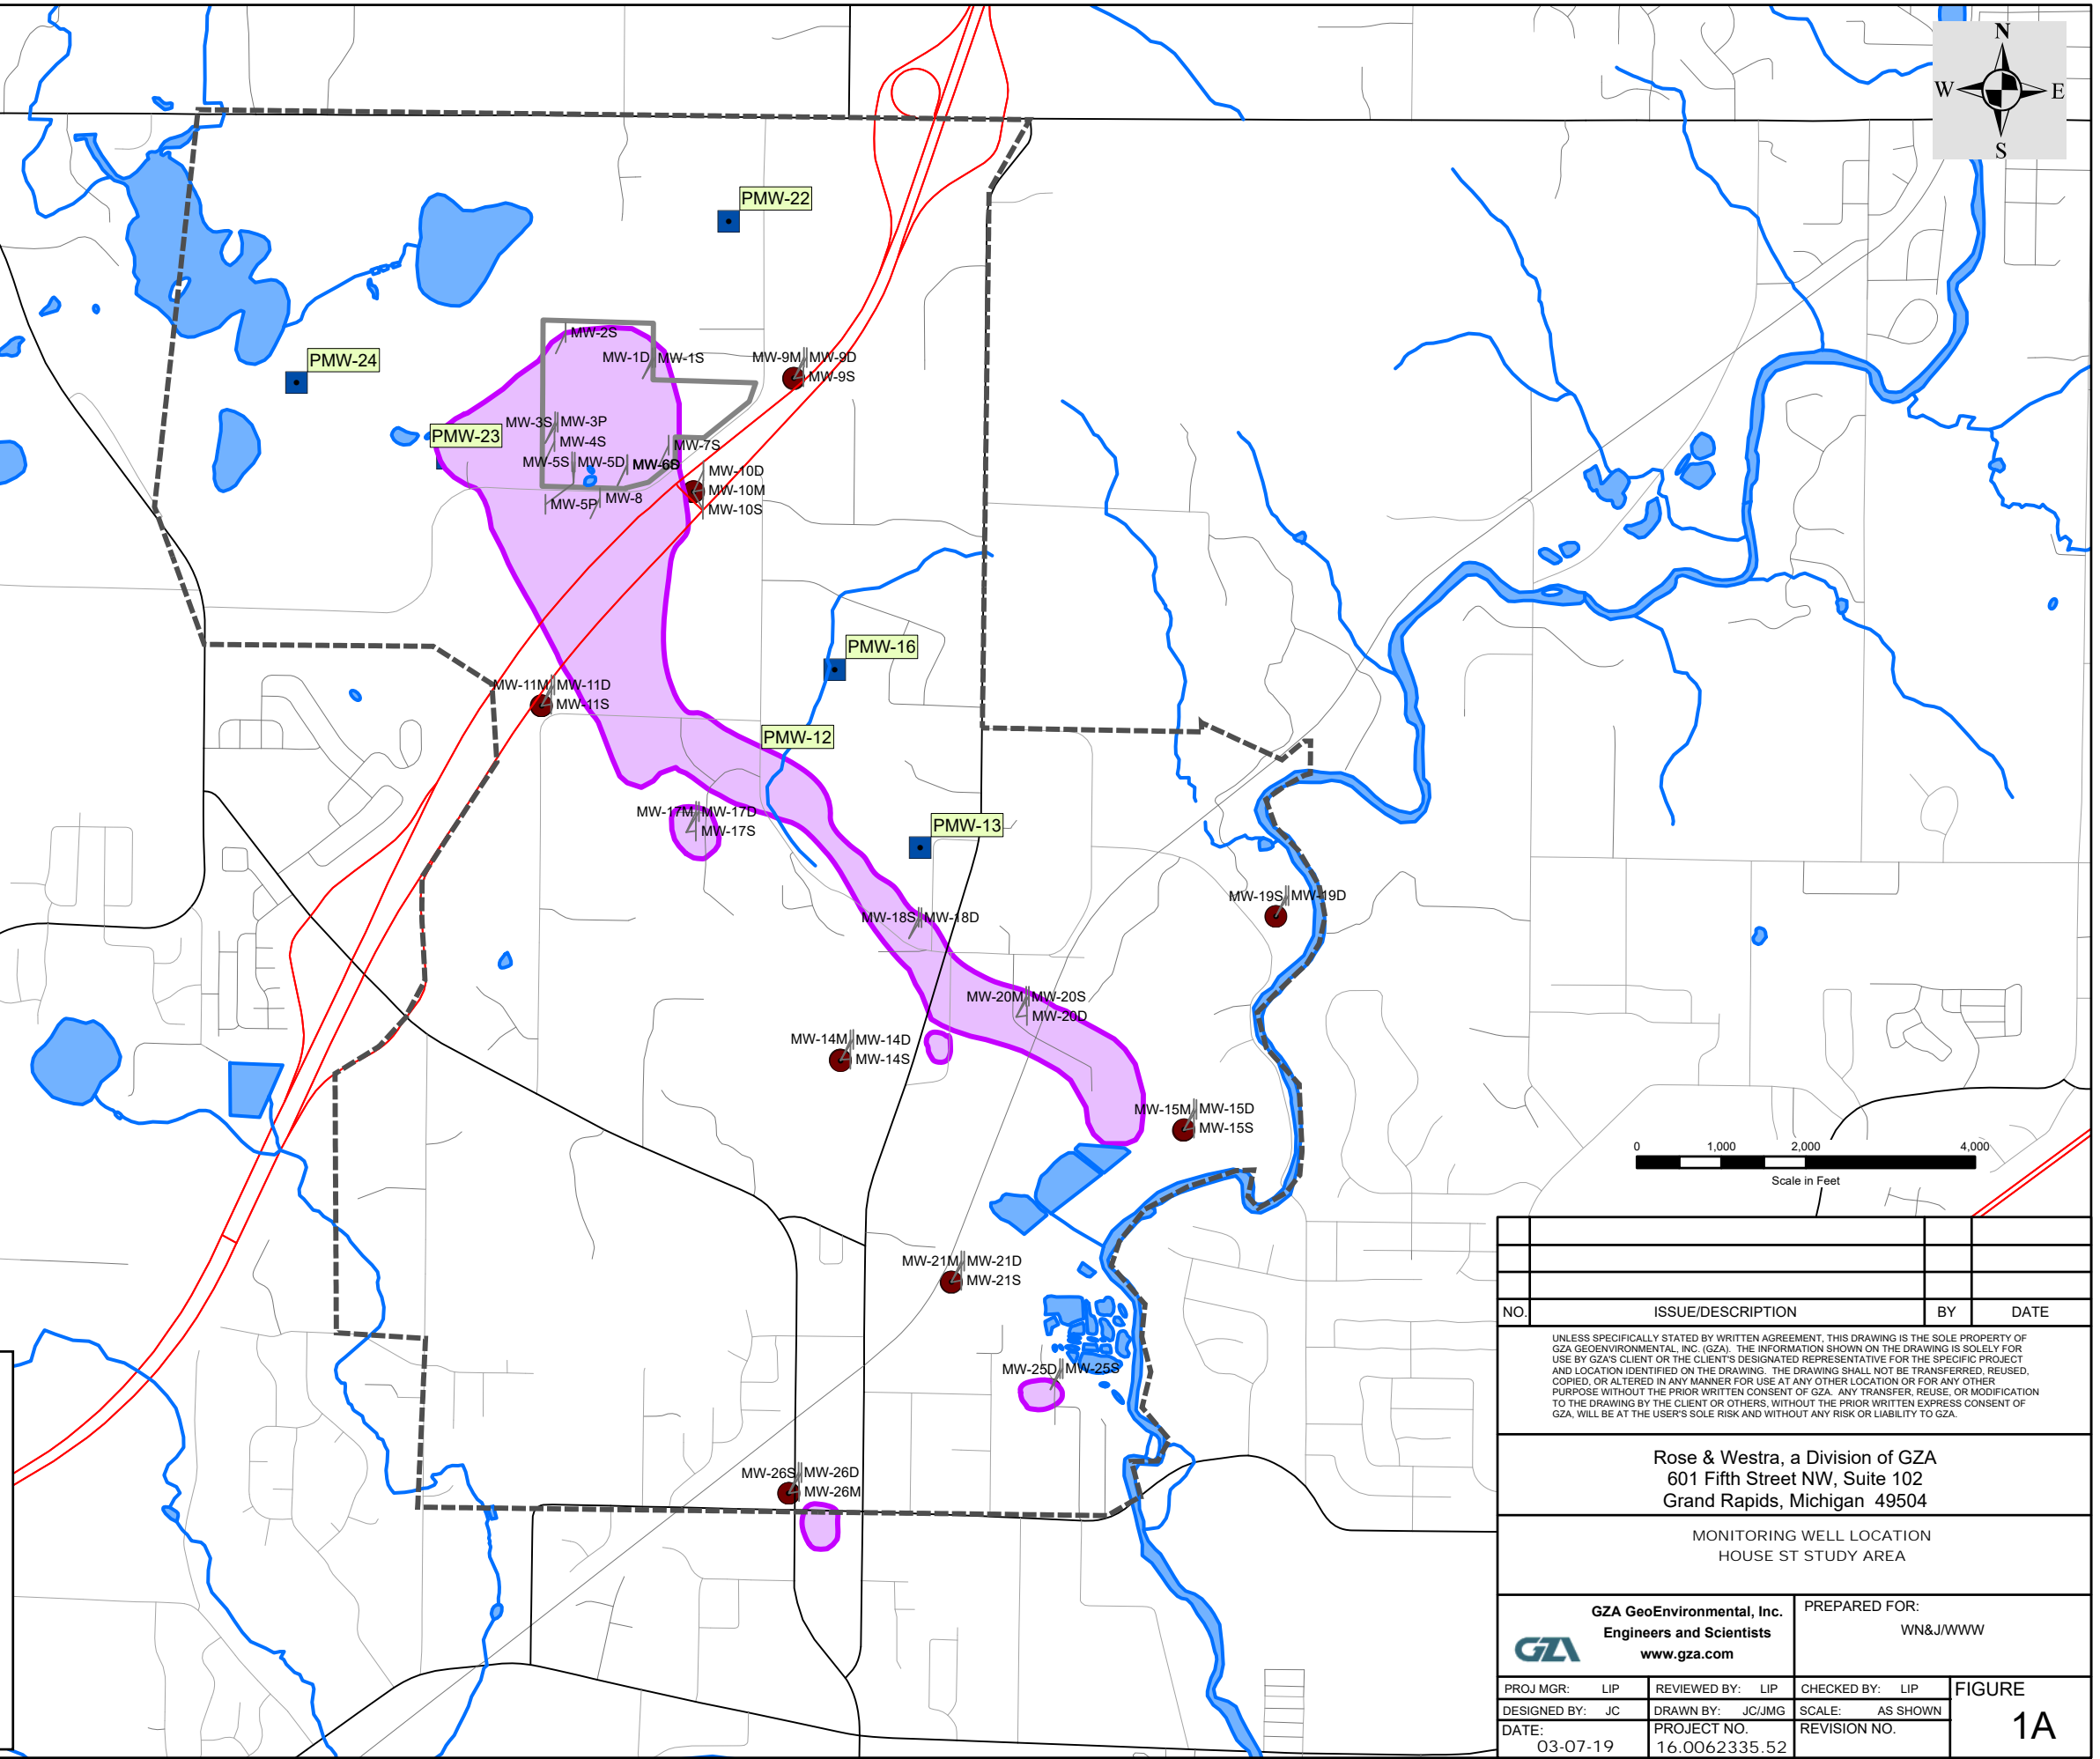 N
W E
S
PMW-22
PMW-24
MW-2S
MW-1D MW-1S
MW-9M MW-9D
MW-9S
PMW-23
MW-3S MW-3P
MW-4S
MW-7S
MW-5S MW-5D
MW-10D
MW-10M
MW-10S
MW-5P MW-8
PMW-16
MW-11M MW-11D
MW-11S
PMW-12
MW-17M MW-17D
MW-17S
PMW-13
MW-19S MW-19D
MW-18S MW-18D
MW-20M MW-20S
MW-20D
MW-14M MW-14D
MW-14S
MW-15M MW-15D
MW-15S
0 1,000 2,000 4,000
Scale in Feet
MW-21M MW-21D
MW-21S
MW-25D MW-25S
MW-26S MW-26D
MW-26M
NO. ISSUE/DESCRIPTION BY DATE
UNLESS SPECIFICALLY STATED BY WRITTEN AGREEMENT, THIS DRAWING IS THE SOLE PROPERTY OF
GZA GEOENVIRONMENTAL, INC. (GZA). THE INFORMATION SHOWN ON THE DRAWING IS SOLELY FOR
USE BY GZA'S CLIENT OR THE CLIENT'S DESIGNATED REPRESENTATIVE FOR THE SPECIFIC PROJECT
AND LOCATION IDENTIFIED ON THE DRAWING. THE DRAWING SHALL NOT BE TRANSFERRED, REUSED,
COPIED, OR ALTERED IN ANY MANNER FOR USE AT ANY OTHER LOCATION OR FOR ANY OTHER
PURPOSE WITHOUT THE PRIOR WRITTEN CONSENT OF GZA. ANY TRANSFER, REUSE, OR MODIFICATION
TO THE DRAWING BY THE CLIENT OR OTHERS, WITHOUT THE PRIOR WRITTEN EXPRESS CONSENT OF
GZA, WILL BE AT THE USER'S SOLE RISK AND WITHOUT ANY RISK OR LIABILITY TO GZA.
Rose & Westra, a Division of GZA
601 Fifth Street NW, Suite 102
Grand Rapids, Michigan 49504
MONITORING WELL LOCATION
HOUSE ST STUDY AREA
GZA
GZA GeoEnvironmental, Inc.
Engineers and Scientists
www.gza.com
PREPARED FOR:
WN&J/WWW
PROJ MGR: LIP REVIEWED BY: LIP CHECKED BY: LIP
DESIGNED BY: JC DRAWN BY: JC/JMG SCALE: AS SHOWN
DATE:
03-07-19
PROJECT NO.
16.0062335.52
REVISION NO.
FIGURE
1A